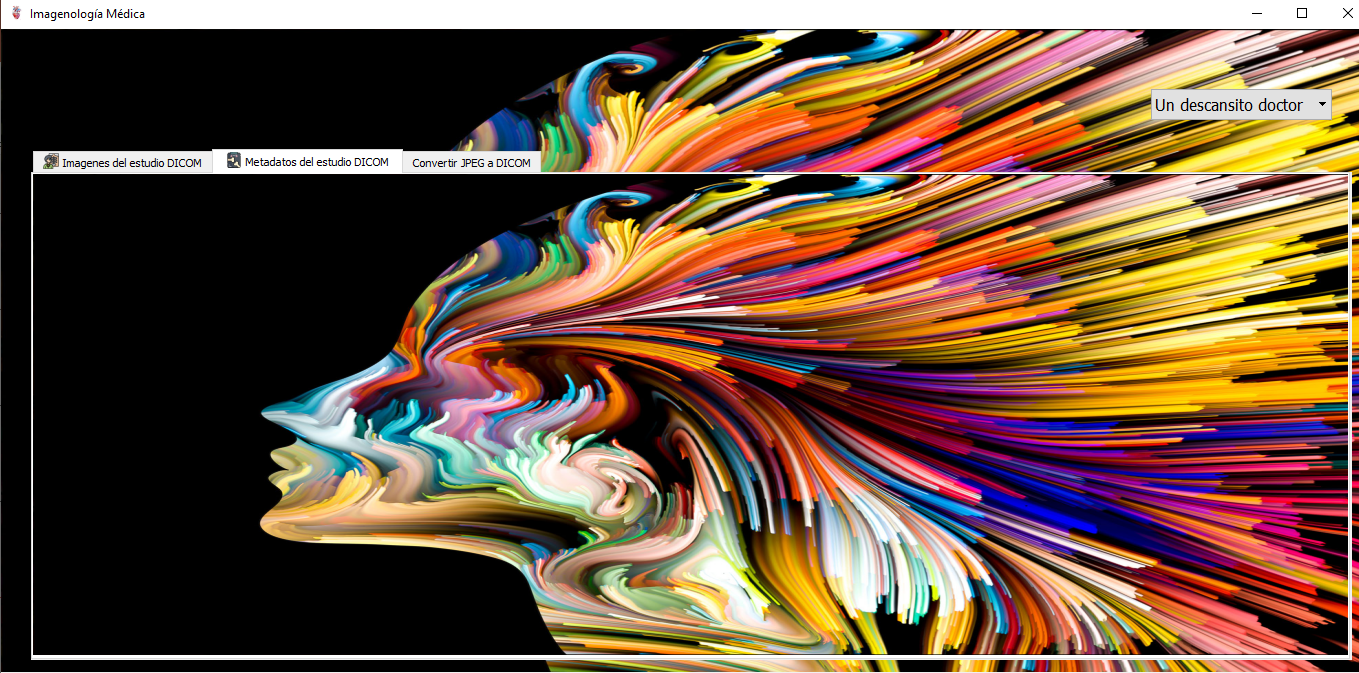 Imagenología Médica
Un descansito doctor
Imagenes del estudio DICOM
Metadatos del estudio DICOM
Convertir JPEG a DICOM